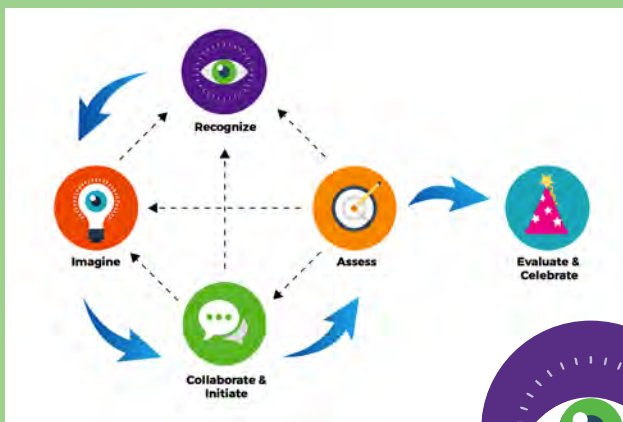 Recognize
Imagine
Assess
Evaluate &
Celebrate
Collaborate &
Initiate